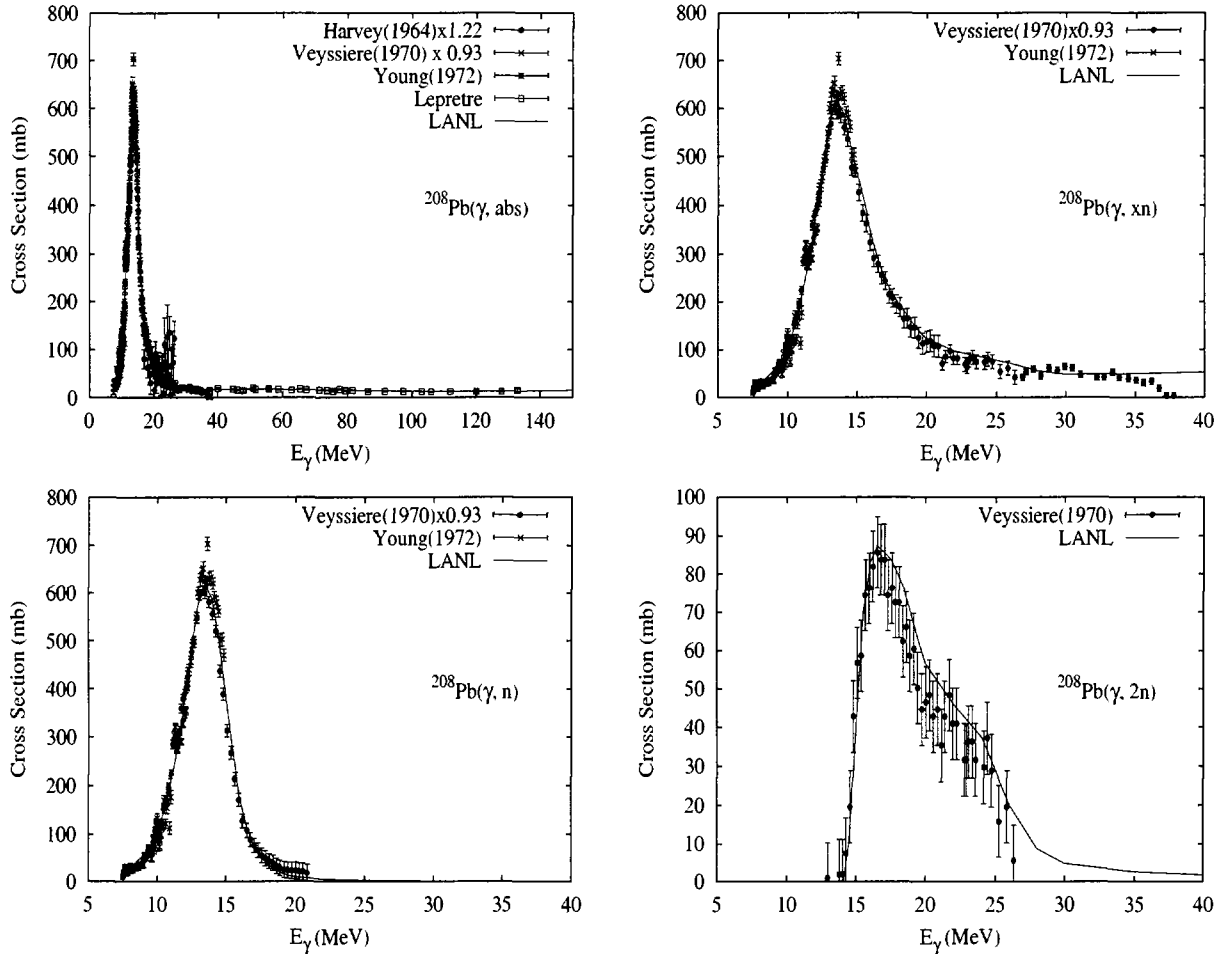 800
700
600
500
400
300
200
100
0
Cross Section (mb)
Harvey(1964)x1.22
Veyssiere(1970) x 0.93
Young(1972)
Lepretre
LANL
208Pb(γ, abs)
0 20 40 60 80 100 120 140
Eγ (MeV)
800
700
600
500
400
300
200
100
0
Cross Section (mb)
Veyssiere(1970)x0.93
Young(1972)
LANL
208Pb(γ, xn)
5 10 15 20 25 30 35 40
Eγ (MeV)
800
700
600
500
400
300
200
100
0
Cross Section (mb)
Veyssiere(1970)x0.93
Young(1972)
LANL
208Pb(γ, n)
5 10 15 20 25 30 35 40
Eγ (MeV)
100
90
80
70
60
50
40
30
20
10
0
Cross Section (mb)
Veyssiere(1970)
LANL
208Pb(γ, 2n)
5 10 15 20 25 30 35 40
Eγ (MeV)